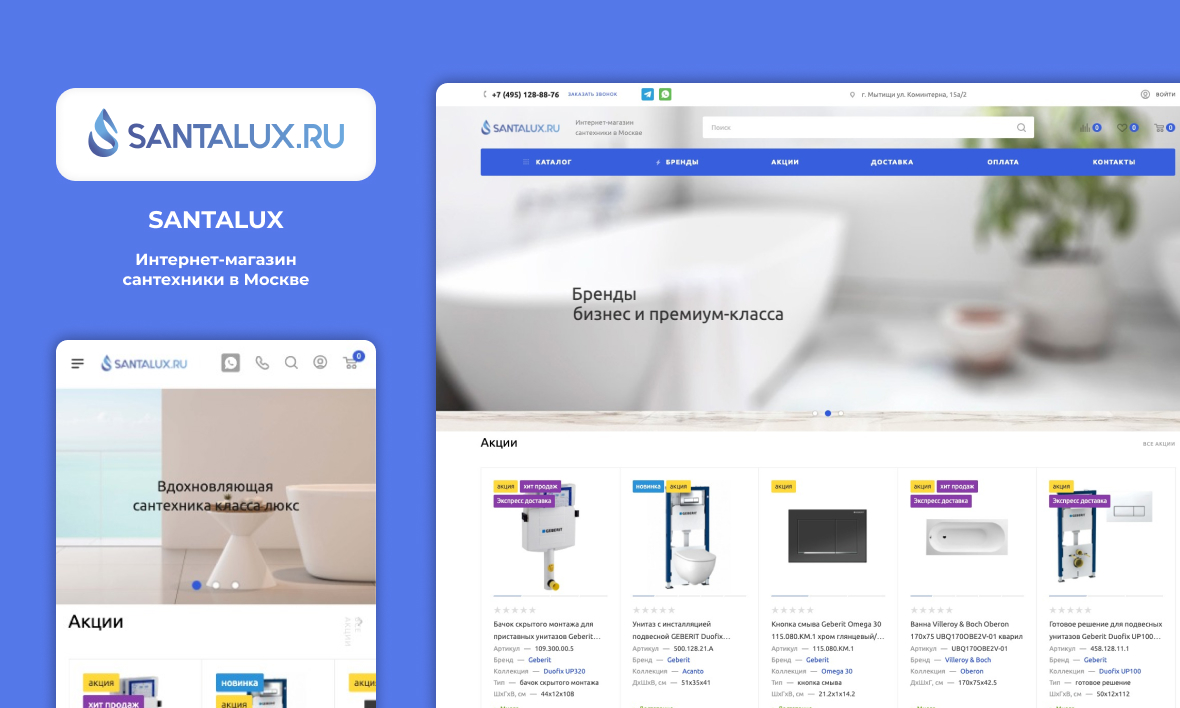 SANTALUX.RU
SANTALUX
Интернет-магазин
сантехники в Москве
SANTALUX.RU
0
Вдохновляющая
сантехника класса люкс
Акции
акция
хит продаж
новинка
акция
+7 (495) 128-88-76
ЗАКАЗАТЬ ЗВОНОК
г. Мытищи ул. Коминтерна, 15а/2
ВОЙТИ
SANTALUX.RU
Интернет-магазин
сантехники в Москве
Поиск
0
0
0
КАТАЛОГ
БРЕНДЫ
АКЦИИ
ДОСТАВКА
ОПЛАТА
КОНТАКТЫ
Бренды
бизнес и премиум-класса
Акции
ВСЕ АКЦИИ
акция хит продаж
Экспресс доставка
GEBERIT
Бачок скрытого монтажа для
приставных унитазов Geberit...
Артикул — 109.300.00.5
Бренд — Geberit
Коллекция — Duofix UP320
Тип — бачок скрытого монтажа
ШхГхВ, см — 44x12x108
новинка акция
GEBERIT
Унитаз с инсталляцией
подвесной GEBERIT Duofix...
Артикул — 500.128.21.A
Бренд — Geberit
Коллекция — Acanto
ДхШхВ, см — 51x35x41
акция
Кнопка смыва Geberit Omega 30
115.080.KM.1 хром глянцевый/...
Артикул — 115.080.KM.1
Бренд — Geberit
Коллекция — Omega 30
Тип — кнопка смыва
ШхГхВ, см — 21.2x1x14.2
акция хит продаж
Экспресс доставка
Ванна Villeroy & Boch Oberon
170x75 UBQ170OBE2V-01 кварил
Артикул — UBQ170OBE2V-01
Бренд — Villeroy & Boch
Коллекция — Oberon
ДхШхГ, см — 170x75x42.5
акция
Экспресс доставка
GEBERIT
Готовое решение для подвесных
унитазов Geberit Duofix UP100...
Артикул — 458.128.11.1
Бренд — Geberit
Коллекция — Duofix UP100
Тип — готовое решение
ШхГхВ, см — 50x12x112